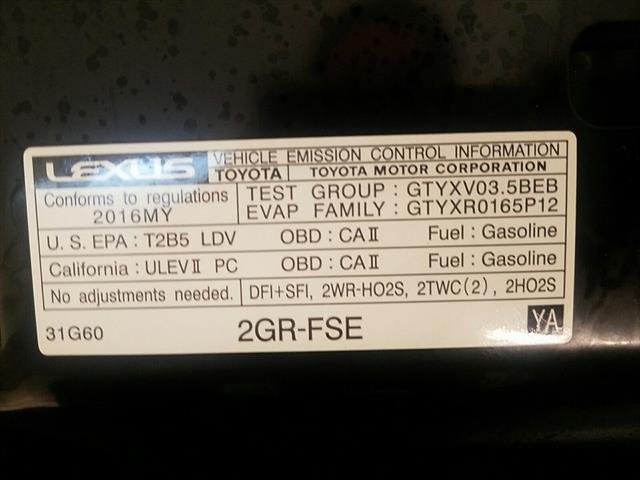 LEXUS VEHICLE EMISSION CONTROL INFORMATION
TOYOTA TOYOTA MOTOR CORPORATION
Conforms to regulations
2016MY
TEST GROUP : GTYXV03.5BEB
EVAP FAMILY : GTYXR0165P12
U.S. EPA : T2B5 LDV OBD : CAII Fuel : Gasoline
California : ULEVII PC OBD : CAII Fuel : Gasoline
No adjustments needed. DFI+SFI, 2WR-HO2S, 2TWC(2), 2HO2S
31G60 2GR-FSE YA